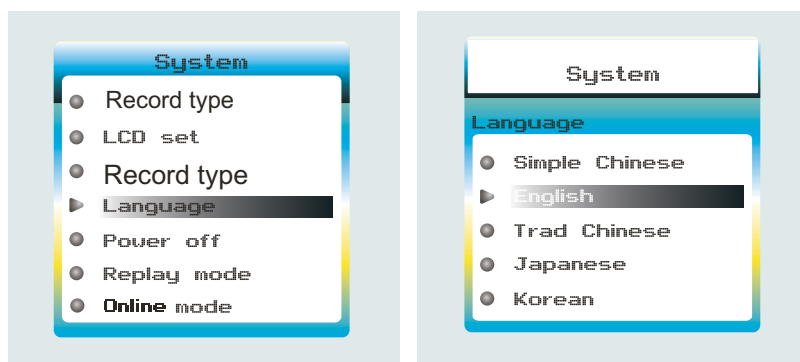 System
Record type
LCD set
Record type
Language
Power off
Replay mode
Online mode
System
Language
Simple Chinese
English
Trad Chinese
Japanese
Korean